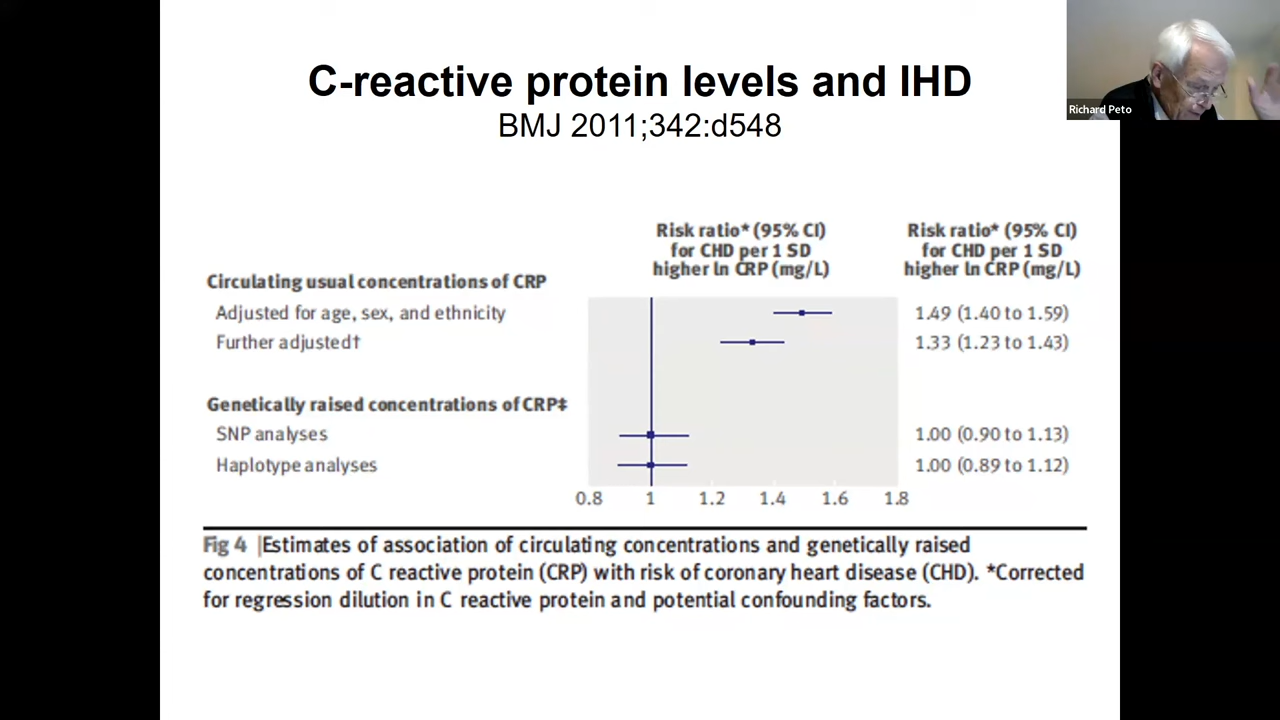 C-reactive protein levels and IHD
BMJ 2011;342:d548
Richard Peto
Risk ratio* (95% CI)
for CHD per 1 SD
higher ln CRP (mg/L)
Risk ratio* (95% CI)
for CHD per 1 SD
higher ln CRP (mg/L)
Circulating usual concentrations of CRP
Adjusted for age, sex, and ethnicity 1.49 (1.40 to 1.59)
Further adjusted† 1.33 (1.23 to 1.43)
Genetically raised concentrations of CRP‡
SNP analyses 1.00 (0.90 to 1.13)
Haplotype analyses 1.00 (0.89 to 1.12)
0.8 1 1.2 1.4 1.6 1.8
Fig 4 |Estimates of association of circulating concentrations and genetically raised
concentrations of C reactive protein (CRP) with risk of coronary heart disease (CHD). *Corrected
for regression dilution in C reactive protein and potential confounding factors.